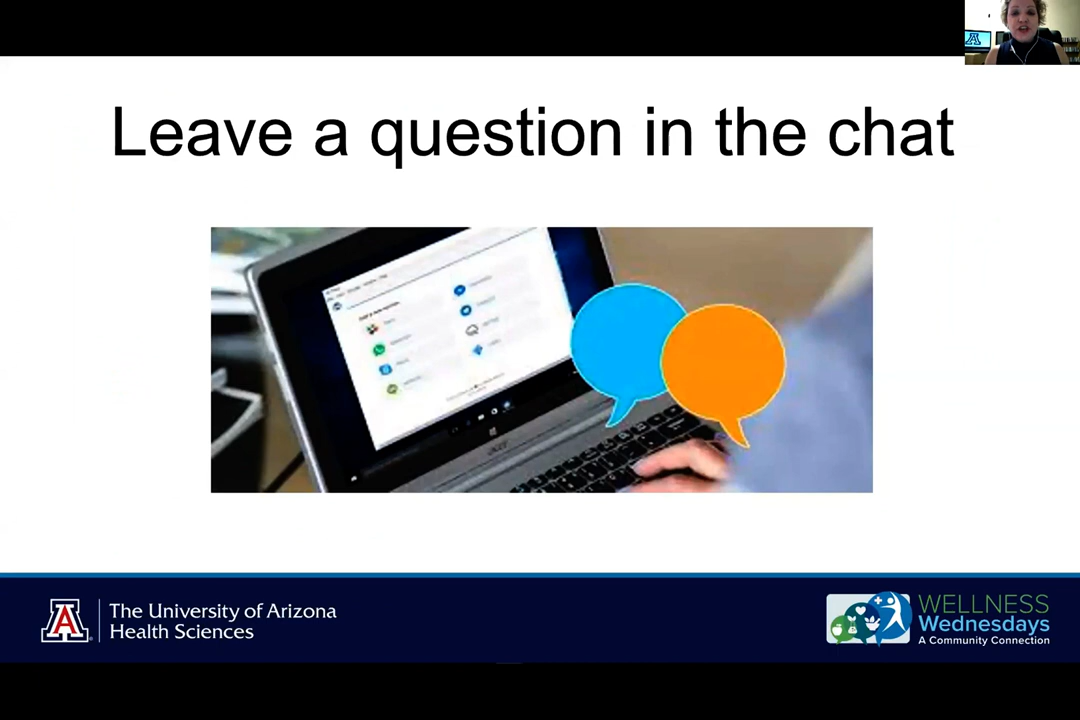 Leave a question in the chat
The University of Arizona
Health Sciences
WELLNESS
Wednesdays
A Community Connection